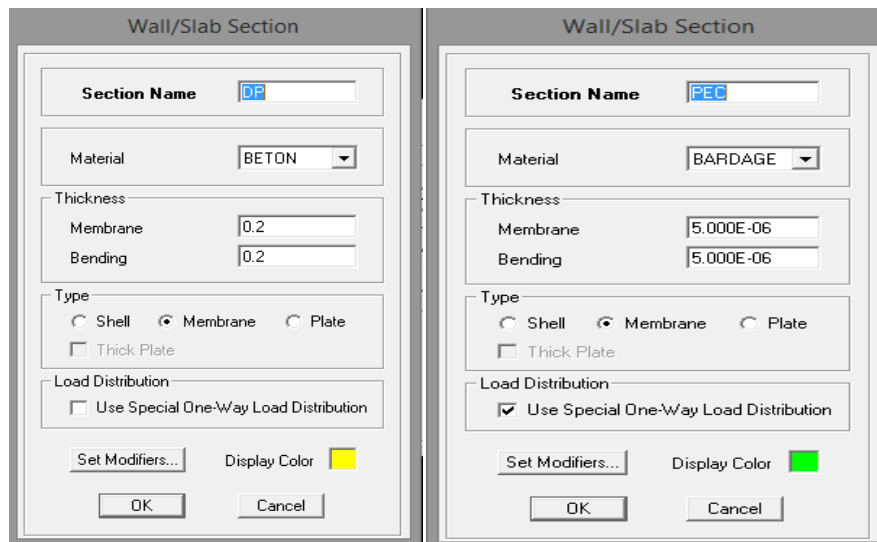 Wall/Slab Section
Section Name DP
Material BETON
Thickness
Membrane 0.2
Bending 0.2
Type
Shell Membrane Plate
Thick Plate
Load Distribution
Use Special One-Way Load Distribution
Set Modifiers... Display Color
OK Cancel
Wall/Slab Section
Section Name PEC
Material BARDAGE
Thickness
Membrane 5.000E-06
Bending 5.000E-06
Type
Shell Membrane Plate
Thick Plate
Load Distribution
Use Special One-Way Load Distribution
Set Modifiers... Display Color
OK Cancel